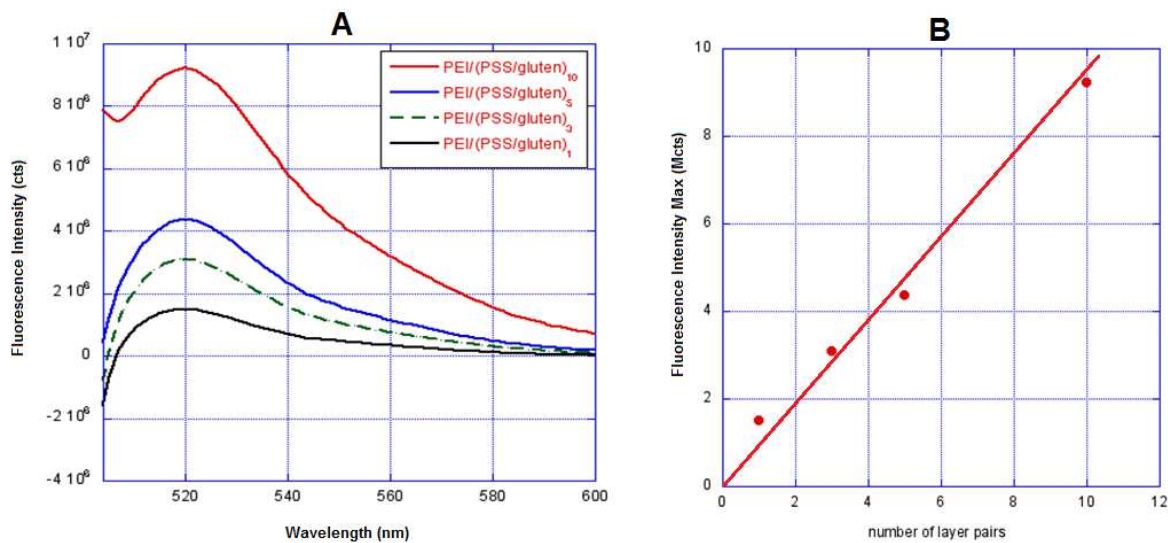 A
Fluorescence Intensity (cts)
1 10⁷
8 10⁶
6 10⁶
4 10⁶
2 10⁶
0
-2 10⁶
-4 10⁶
PEI/(PSS/gluten)₁₀
PEI/(PSS/gluten)₅
PEI/(PSS/gluten)₃
PEI/(PSS/gluten)₁
520 540 560 580 600
Wavelength (nm)
B
Fluorescence Intensity Max (Mcts)
10
8
6
4
2
0
0 2 4 6 8 10 12
number of layer pairs